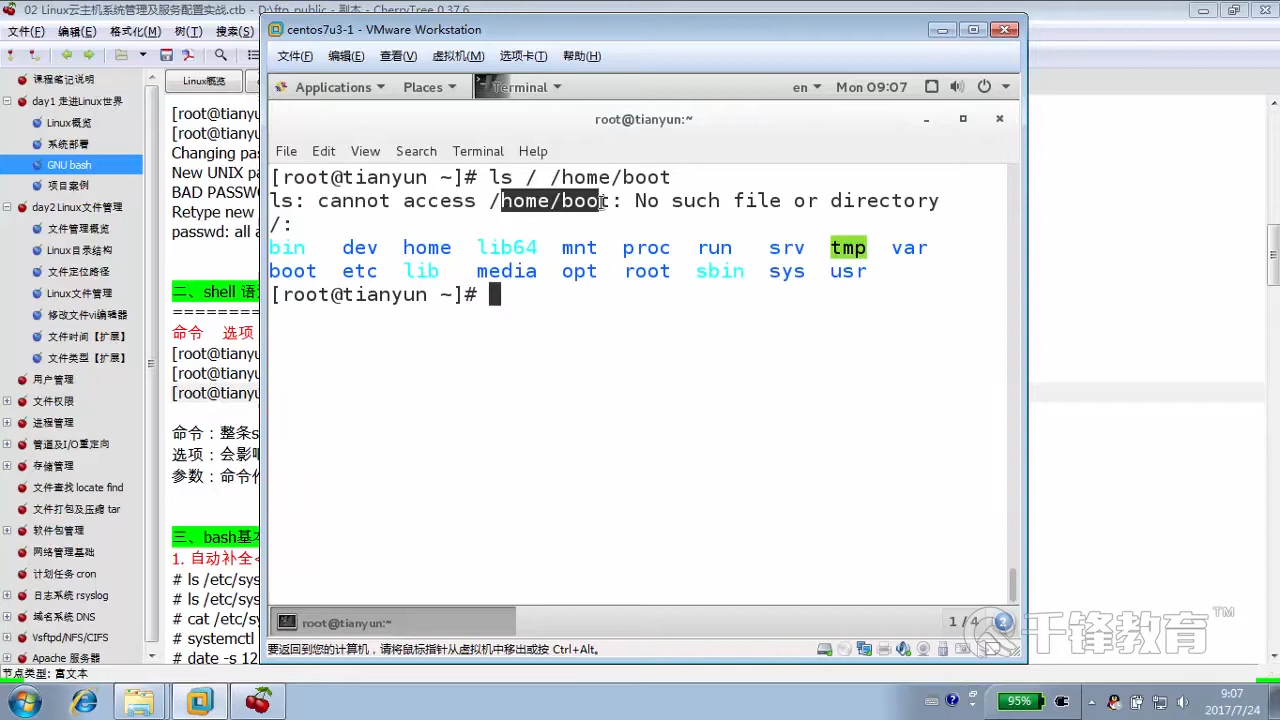 02 Linux云主机系统管理及服务配置实战.ctb - D:\ftp_public - 副本 - CherryTree 0.37.6
文件(F) 编辑(E) 格式化(M) 树(T) 搜索(S)
课程笔记说明
day1 走进Linux世界
Linux概览
系统部署
GNU bash
项目案例
day2 Linux文件管理
文件管理概述
Linux目录结构
文件定位路径
Linux文件管理
修改文件vi编辑器
文件时间【扩展】
文件类型【扩展】
用户管理
文件权限
进程管理
管道及I/O重定向
存储管理
文件查找 locate find
文件打包及压缩 tar
软件包管理
网络管理基础
计划任务 cron
日志系统 rsyslog
域名系统 DNS
Vsftpd/NFS/CIFS
Apache 服务器
节点类型: 富文本
Linux概览
[root@tianyu
[root@tianyu
Changing pa
New UNIX pa
BAD PASSW
Retype new
passwd: all a
二、shell 语
=========
命令 选项
[root@tianyu
[root@tianyu
[root@tianyu
命令：整条s
选项：会影
参数：命令
三、bash基
1. 自动补全<
# ls /etc/sys
# ls /etc/sys
# cat /etc/sy
# systemctl
# date -s 12
centos7u3-1 - VMware Workstation
文件(F) 编辑(E) 查看(V) 虚拟机(M) 选项卡(T) 帮助(H)
Applications Places Terminal en Mon 09:07
root@tianyun:~
File Edit View Search Terminal Help
[root@tianyun ~]# ls / /home/boot
ls: cannot access /home/boot: No such file or directory
/:
bin dev home lib64 mnt proc run srv tmp var
boot etc lib media opt root sbin sys usr
[root@tianyun ~]#
root@tianyun:~ 1 / 4 2
要返回到您的计算机，请将鼠标指针从虚拟机中移出或按 Ctrl+Alt。
千锋教育™
95%
9:07
2017/7/24